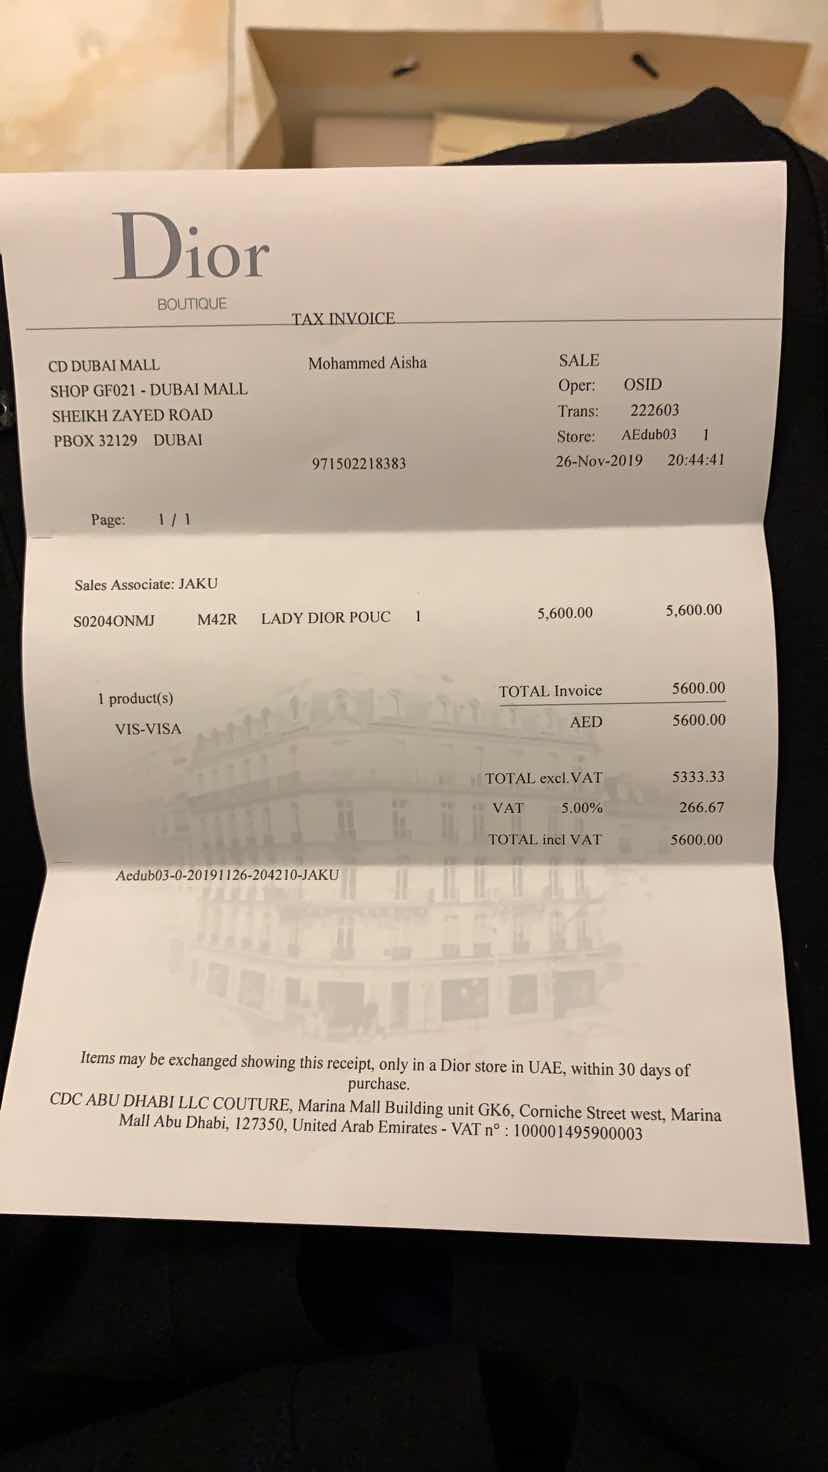 Dior
BOUTIQUE
TAX INVOICE
CD DUBAI MALL
SHOP GF021 - DUBAI MALL
SHEIKH ZAYED ROAD
PBOX 32129 DUBAI
Mohammed Aisha
971502218383
SALE
Oper: OSID
Trans: 222603
Store: AEdub03 1
26-Nov-2019 20:44:41
Page: 1 / 1
Sales Associate: JAKU
S0204ONMJ M42R LADY DIOR POUC 1 5,600.00 5,600.00
1 product(s)
VIS-VISA
TOTAL Invoice 5600.00
AED 5600.00
TOTAL excl.VAT 5333.33
VAT 5.00% 266.67
TOTAL incl VAT 5600.00
Aedub03-0-20191126-204210-JAKU
Items may be exchanged showing this receipt, only in a Dior store in UAE, within 30 days of
purchase.
CDC ABU DHABI LLC COUTURE, Marina Mall Building unit GK6, Corniche Street west, Marina
Mall Abu Dhabi, 127350, United Arab Emirates - VAT n° : 100001495900003